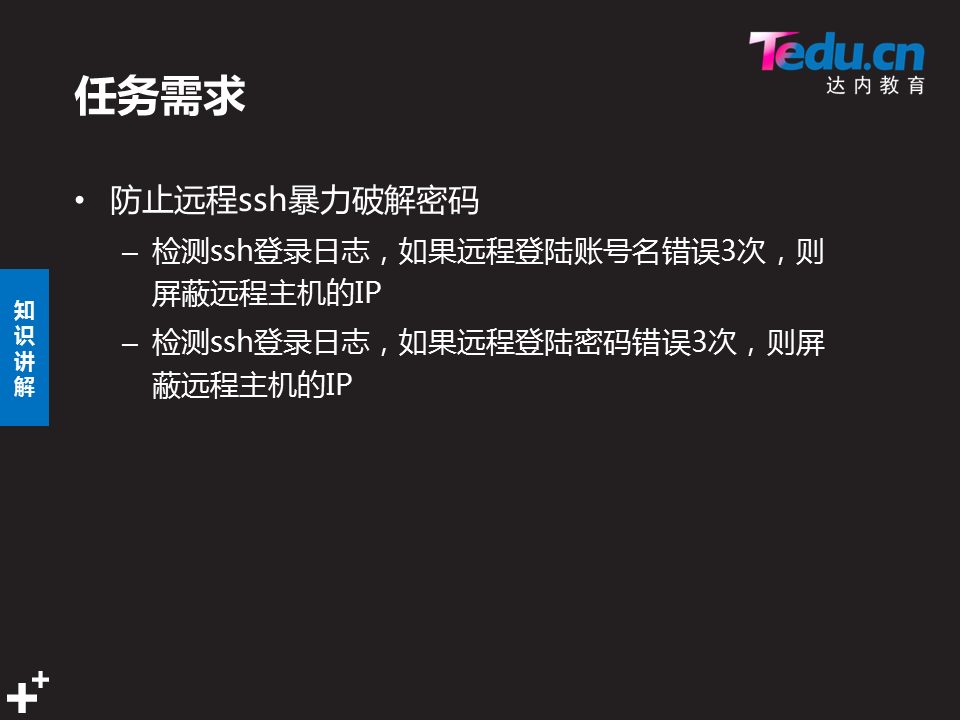 Tedu.cn
达内教育
任务需求
• 防止远程ssh暴力破解密码
– 检测ssh登录日志，如果远程登陆账号名错误3次，则
屏蔽远程主机的IP
– 检测ssh登录日志，如果远程登陆密码错误3次，则屏
蔽远程主机的IP
知识讲解